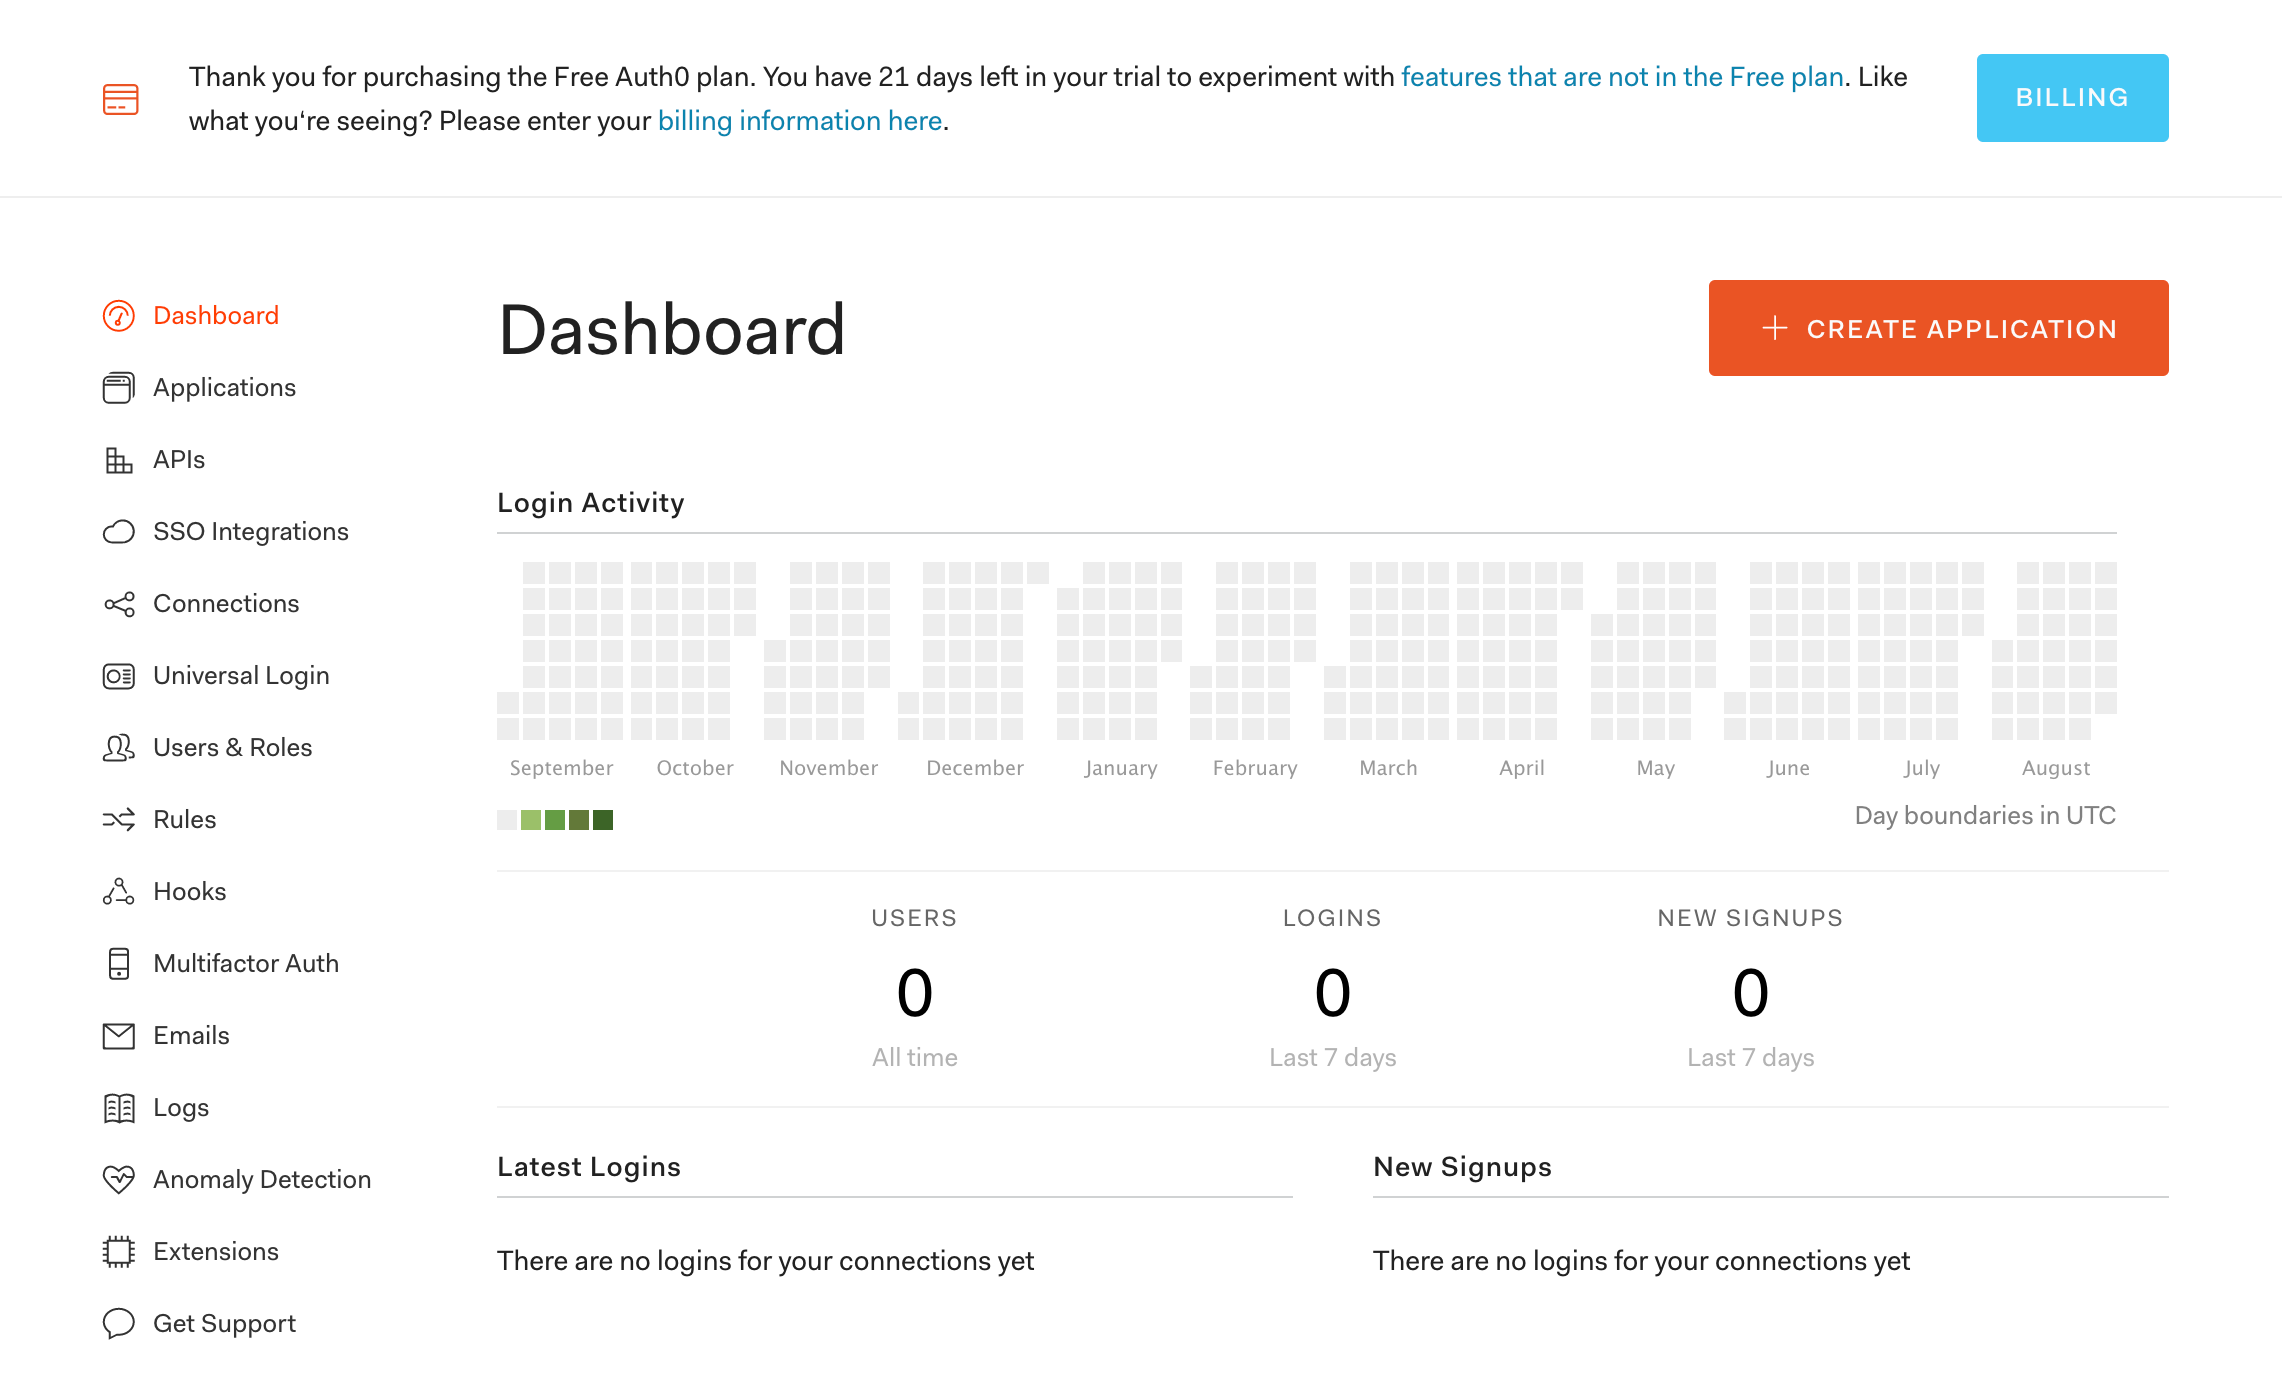 Thank you for purchasing the Free Auth0 plan. You have 21 days left in your trial to experiment with features that are not in the Free plan. Like
what you‘re seeing? Please enter your billing information here.
BILLING
Dashboard
Applications
APIs
SSO Integrations
Connections
Universal Login
Users & Roles
Rules
Hooks
Multifactor Auth
Emails
Logs
Anomaly Detection
Extensions
Get Support
Dashboard
CREATE APPLICATION
Login Activity
September October November December January February March April May June July August
Day boundaries in UTC
USERS
0
All time
LOGINS
0
Last 7 days
NEW SIGNUPS
0
Last 7 days
Latest Logins
There are no logins for your connections yet
New Signups
There are no logins for your connections yet